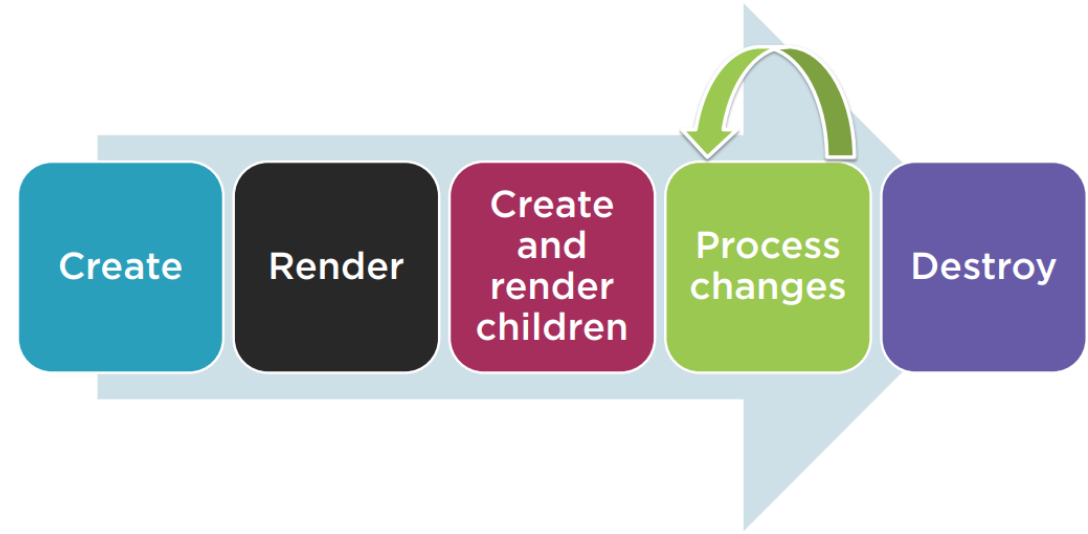 Create
Render
Create
and
render
children
Process
changes
Destroy